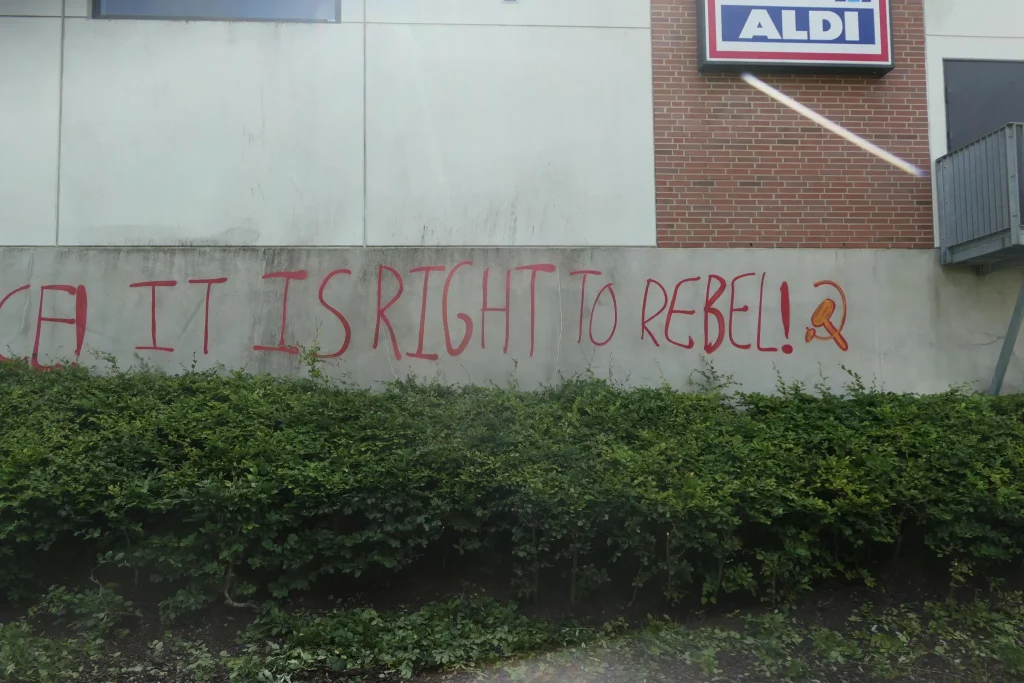 ALDI
IT IS RIGHT TO REBEL!